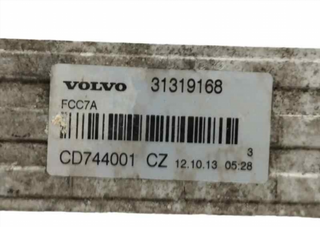 VOLVO 31319168
FCC7A
3
CD744001 CZ 12.10.13 05:28